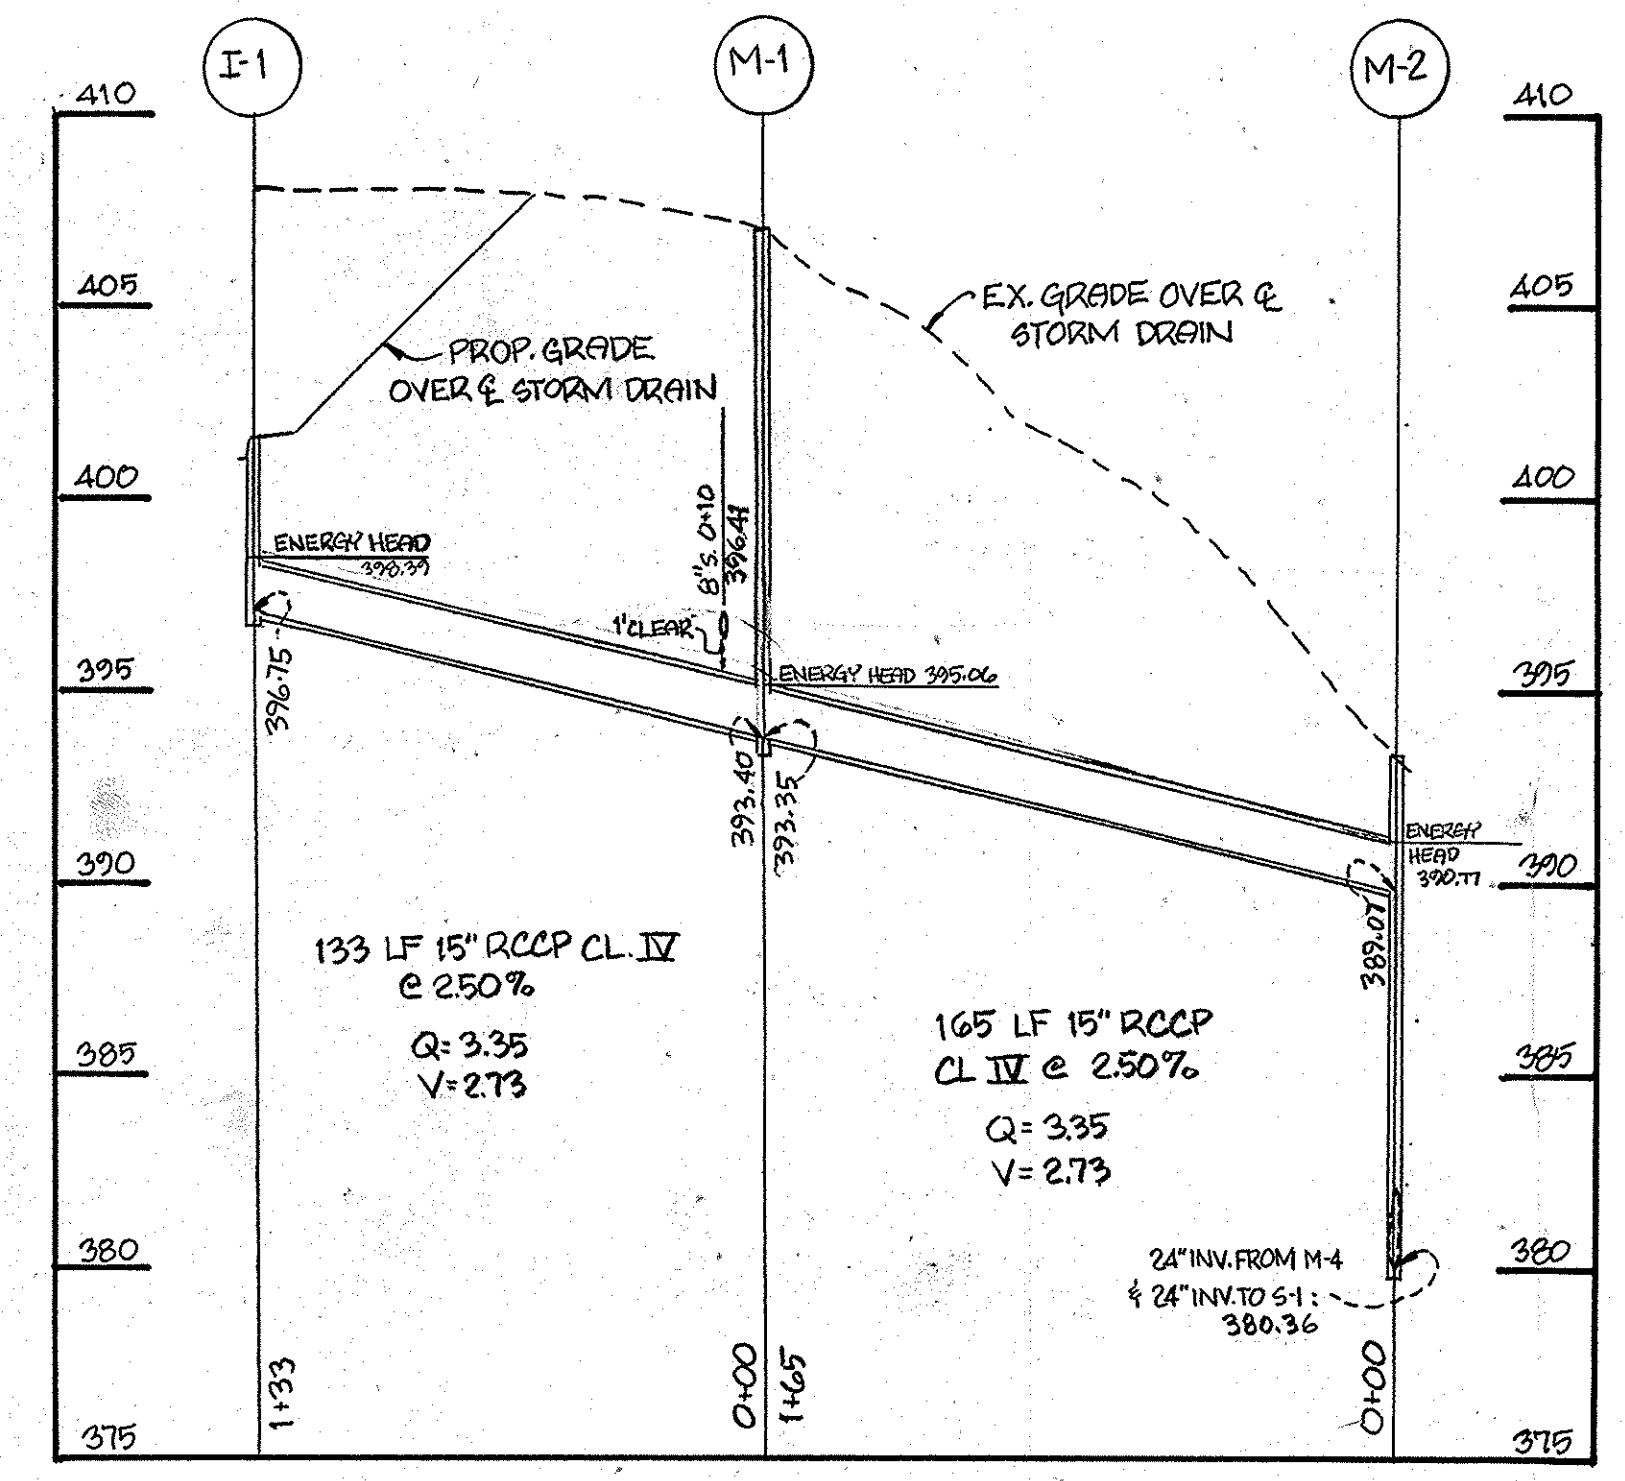 I-1
M-1
M-2
410
410
405
405
EX. GRADE OVER ℄
STORM DRAIN
PROP. GRADE
OVER ℄ STORM DRAIN
400
400
8"S. 0+10
396.41
ENERGY HEAD
398.39
1'CLEAR
395
395
ENERGY HEAD 395.06
396.75
393.40
393.35
390
390
ENERGY
HEAD
390.77
389.07
133 LF 15" RCCP CL. IV
@ 2.50%
Q= 3.35
V= 2.73
165 LF 15" RCCP
CL IV @ 2.50%
Q= 3.35
V= 2.73
385
385
380
380
24" INV. FROM M-4
& 24" INV. TO S-1:
380.36
1+33
0+00
1+65
0+00
375
375